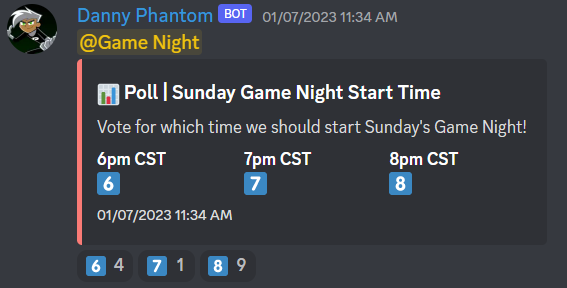 Danny Phantom BOT 01/07/2023 11:34 AM
@Game Night
Poll | Sunday Game Night Start Time
Vote for which time we should start Sunday's Game Night!
6pm CST 7pm CST 8pm CST
6 7 8
01/07/2023 11:34 AM
6 4 7 1 8 9